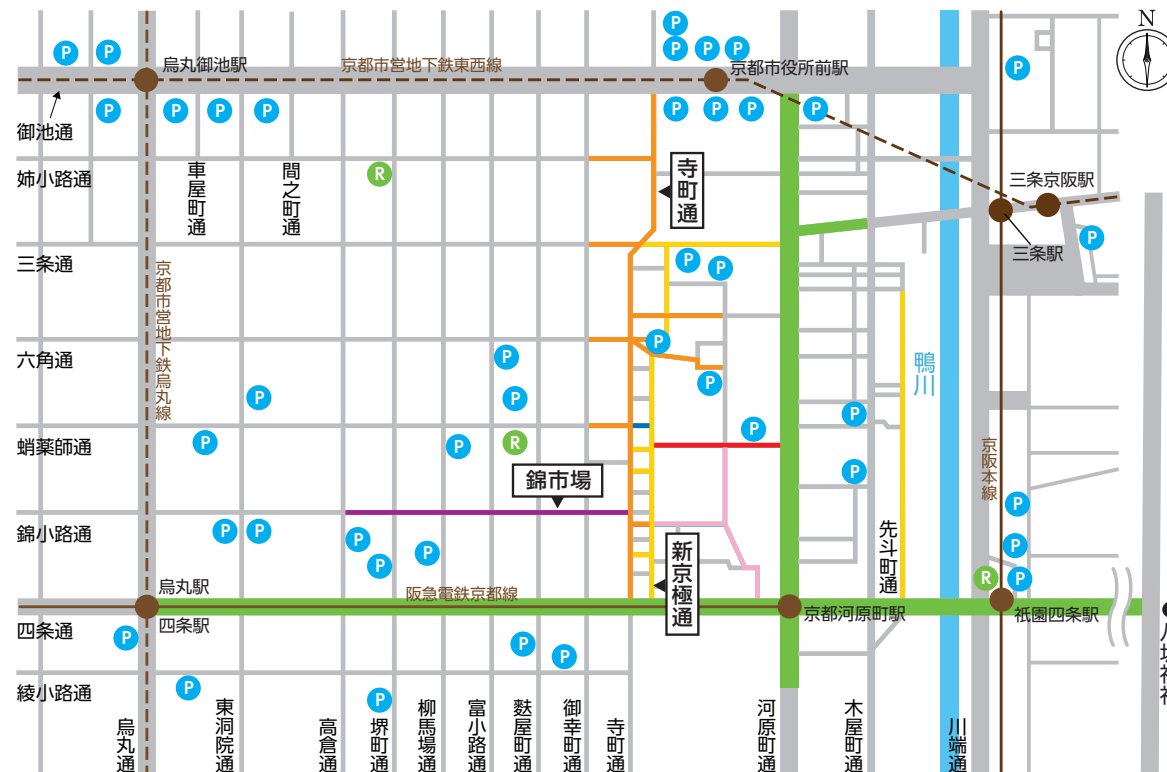 P
P
P
P
P
P
N
烏丸御池駅
京都市営地下鉄東西線
京都市役所前駅
P
P
P
P
P
P
P
P
P
御池通
姉小路通
車屋町通
間之町通
R
寺町通
三条京阪駅
三条駅
P
三条通
P
P
京都市営地下鉄烏丸線
六角通
P
P
P
鴨川
P
P
P
蛸薬師通
P
P
R
P
P
京阪本線
錦市場
錦小路通
P
P
P
P
P
新京極通
先斗町通
P
P
R
P
烏丸駅
阪急電鉄京都線
四条通
四条駅
京都河原町駅
祇園四条駅
八坂神社
P
P
P
綾小路通
P
P
烏丸通
東洞院通
高倉通
堺町通
柳馬場通
富小路通
麩屋町通
御幸町通
寺町通
河原町通
木屋町通
川端通